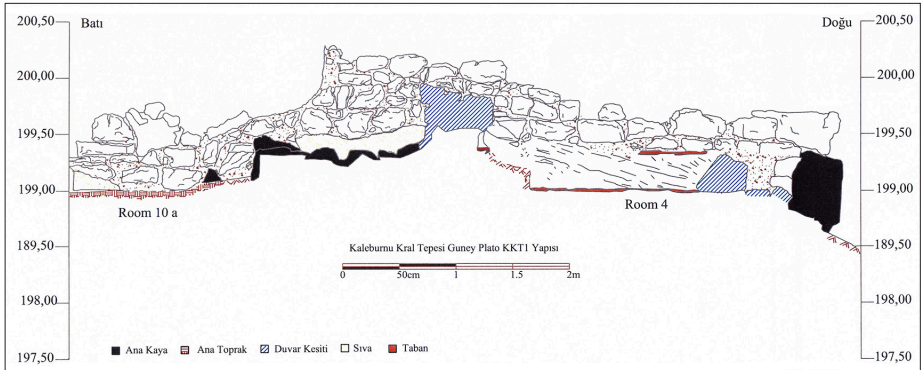 Batı
Doğu
200,50
200,50
200,00
200,00
199,50
199,50
199,00
199,00
Room 10 a
Room 4
189,50
189,50
Kaleburnu Kral Tepesi Guney Plato KKT1 Yapısı
0 50cm 1 1.5 2m
198,00
198,00
197,50
197,50
Ana Kaya Ana Toprak Duvar Kesiti Sıva Taban